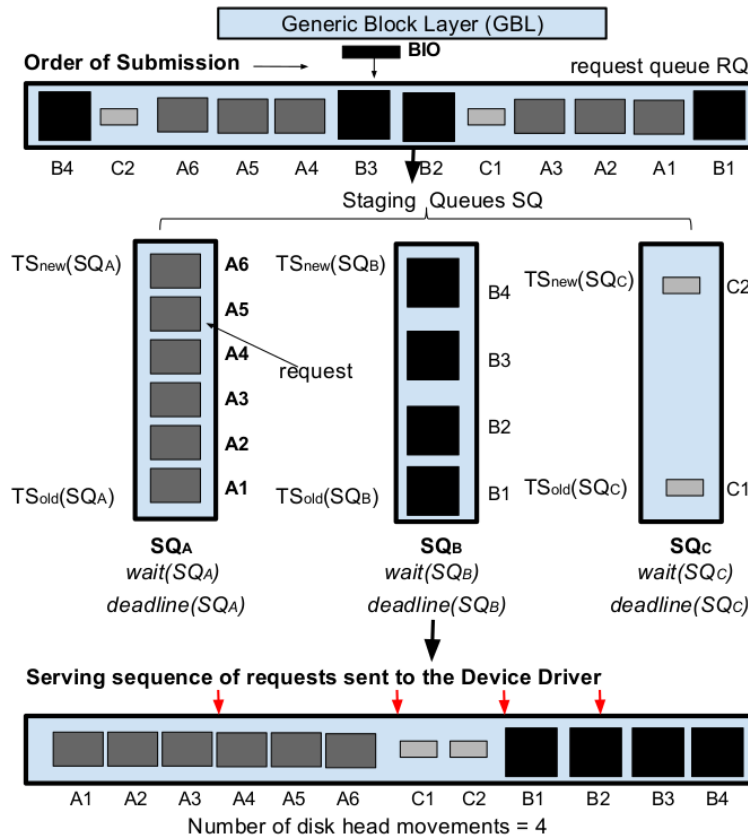 Generic Block Layer (GBL)
BIO
Order of Submission
request queue RQ
B4 C2 A6 A5 A4 B3 B2 C1 A3 A2 A1 B1
Staging Queues SQ
TSnew(SQA) A6 TSnew(SQB) B4 TSnew(SQC) C2
A5
A4 B3
request
A3
A2 B2
TSold(SQA) A1 TSold(SQB) B1 TSold(SQC) C1
SQA SQB SQC
wait(SQA) wait(SQB) wait(SQC)
deadline(SQA) deadline(SQB) deadline(SQC)
Serving sequence of requests sent to the Device Driver
A1 A2 A3 A4 A5 A6 C1 C2 B1 B2 B3 B4
Number of disk head movements = 4